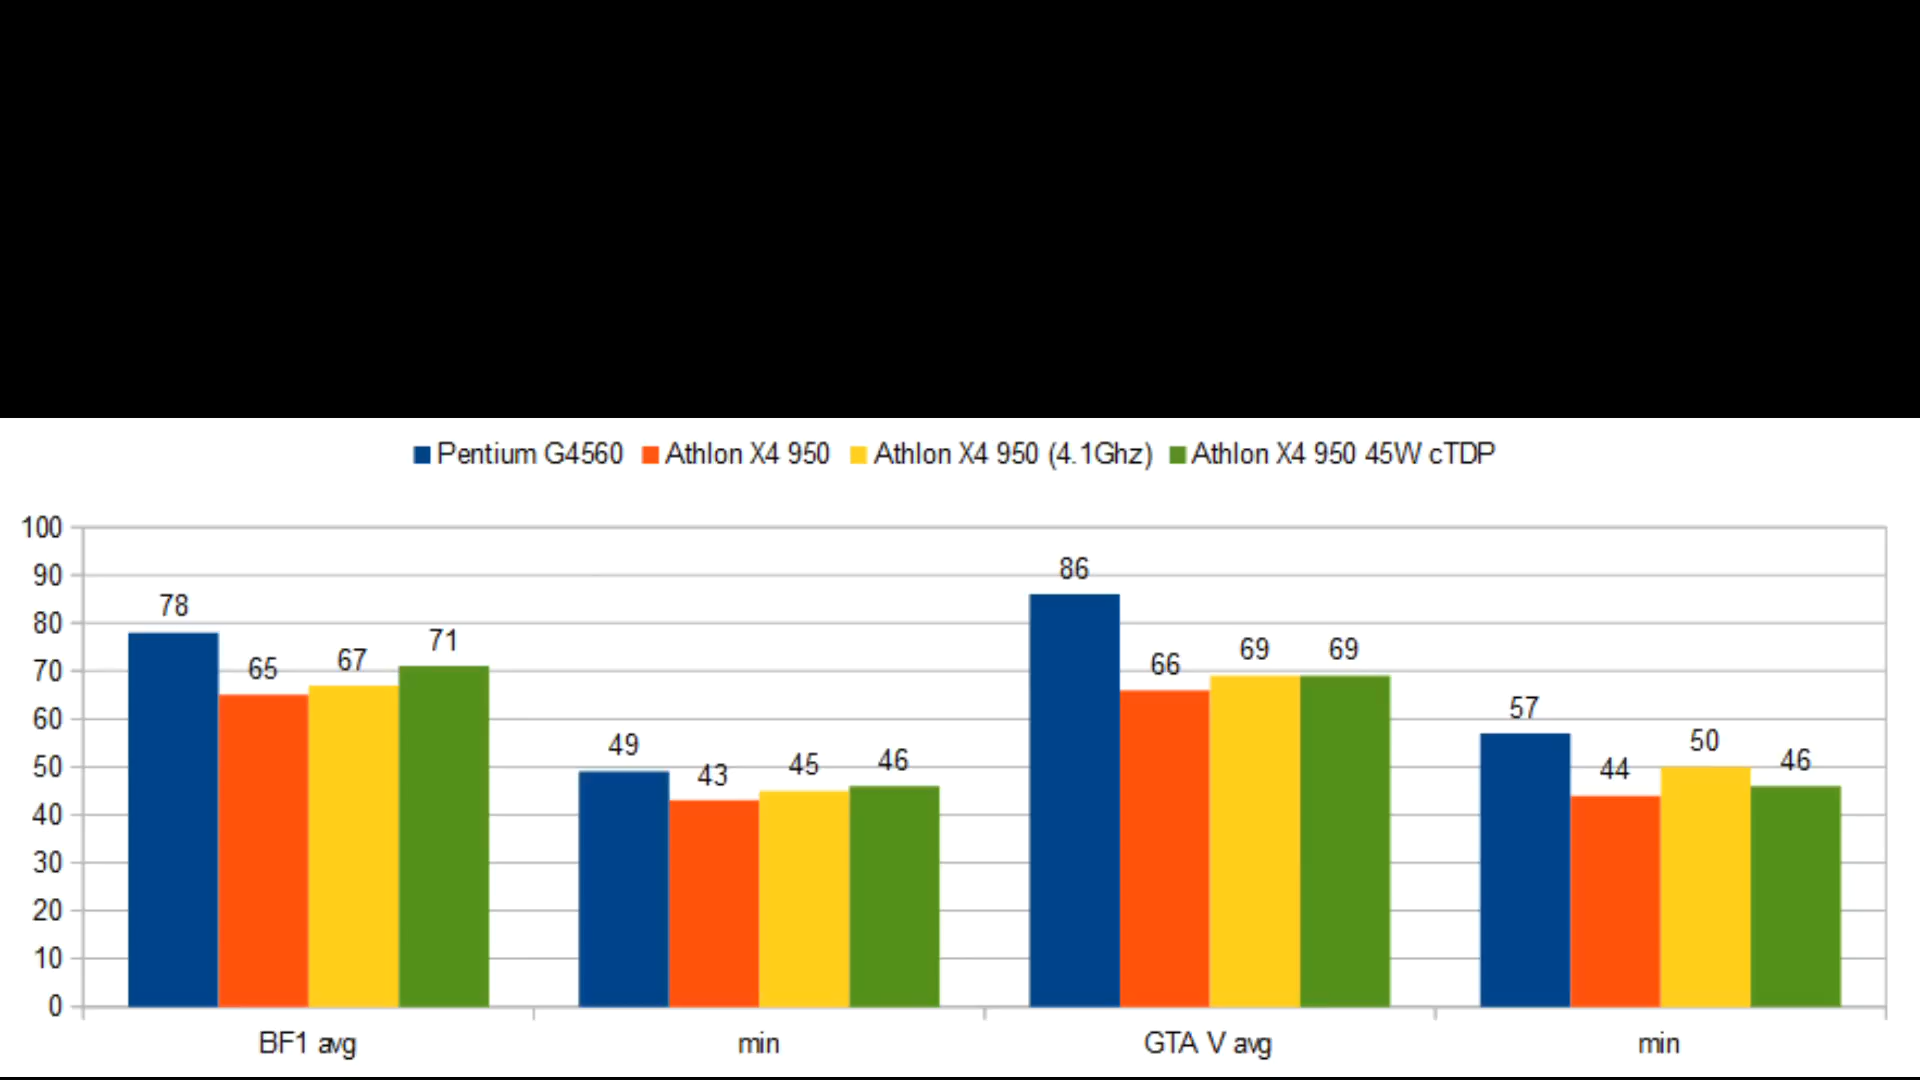 Pentium G4560 Athlon X4 950 Athlon X4 950 (4.1Ghz) Athlon X4 950 45W cTDP
100
90
80
70
60
50
40
30
20
10
0
78 65 67 71
49 43 45 46
86 66 69 69
57 44 50 46
BF1 avg min GTA V avg min